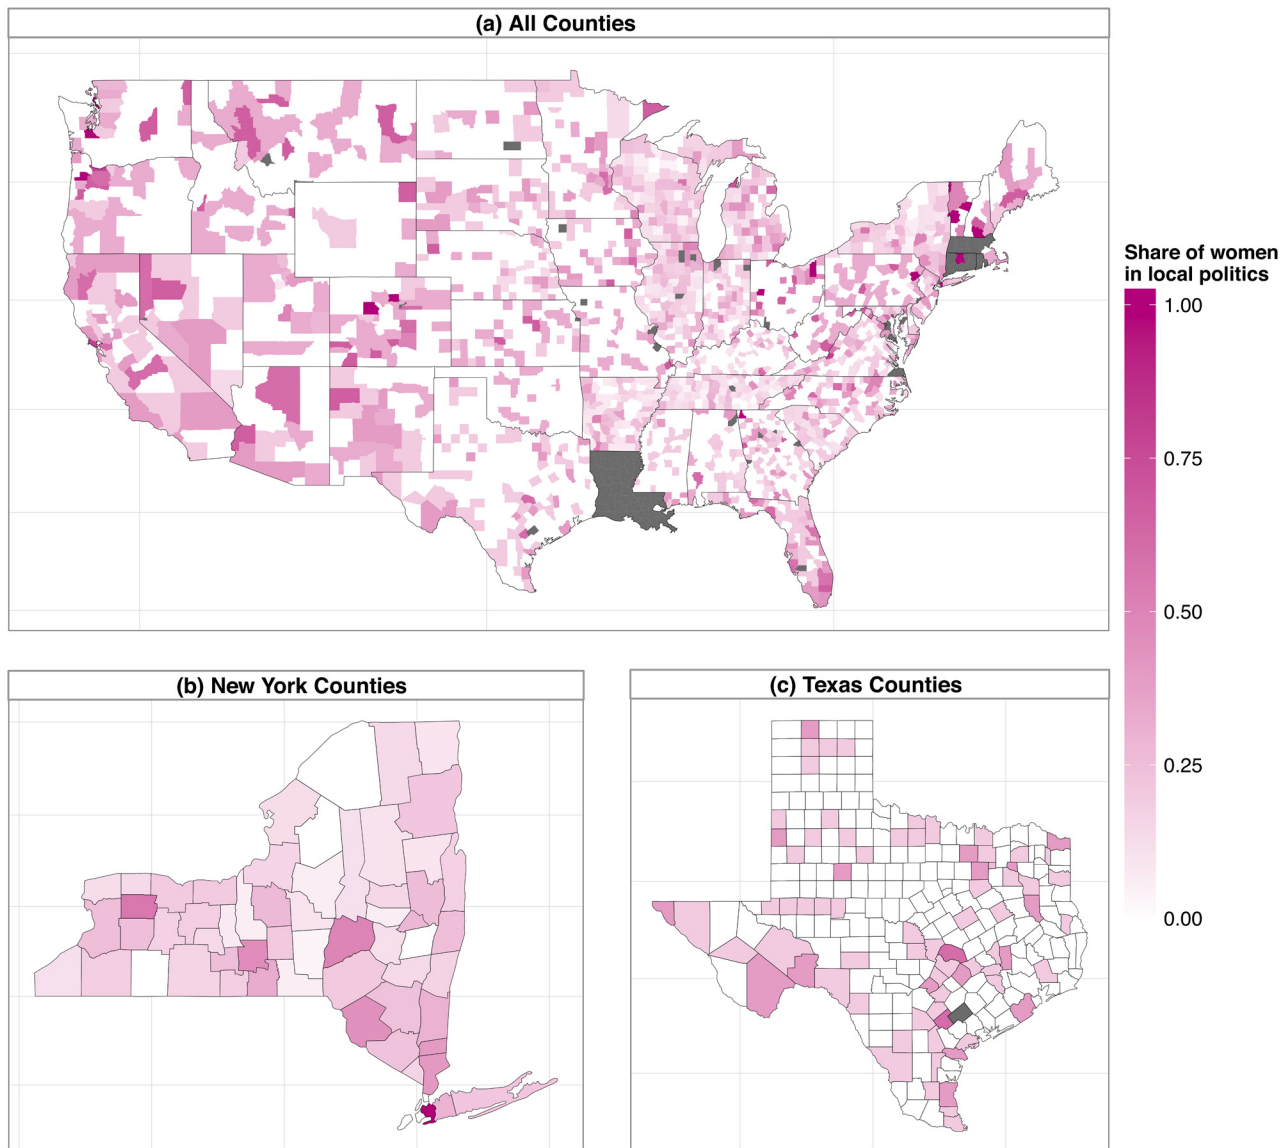 (a) All Counties
Share of women
in local politics
1.00
0.75
0.50
0.25
0.00
(b) New York Counties
(c) Texas Counties